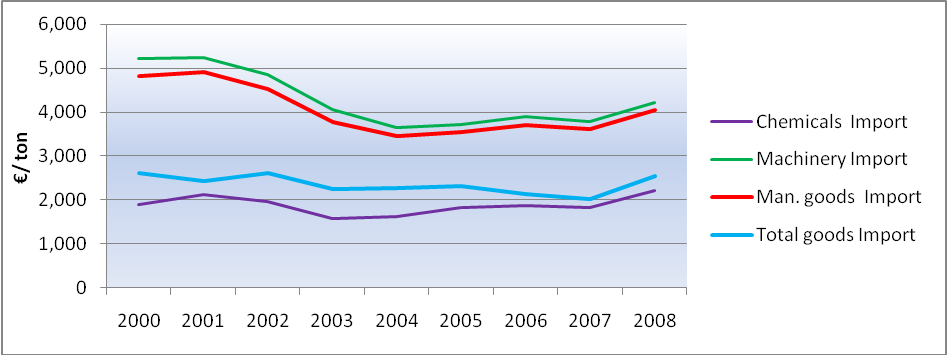 6,000
5,000
4,000
3,000
2,000
1,000
0
€/ton
2000 2001 2002 2003 2004 2005 2006 2007 2008
Chemicals Import
Machinery Import
Man. goods Import
Total goods Import